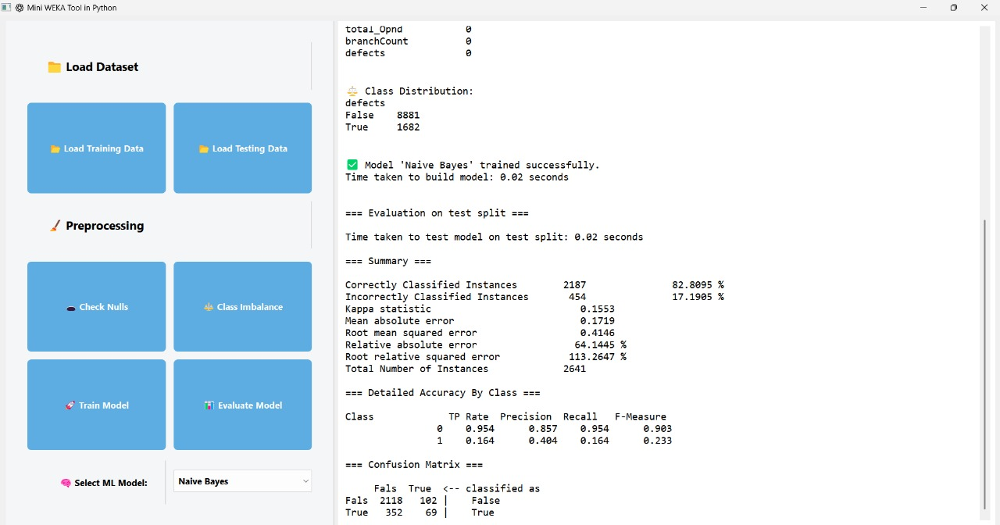 Mini WEKA Tool in Python
Load Dataset
Load Training Data
Load Testing Data
Preprocessing
Check Nulls
Class Imbalance
Train Model
Evaluate Model
Select ML Model:
Naive Bayes
total_Opnd 0
branchCount 0
defects 0
Class Distribution:
defects
False 8881
True 1682
Model 'Naive Bayes' trained successfully.
Time taken to build model: 0.02 seconds
=== Evaluation on test split ===
Time taken to test model on test split: 0.02 seconds
=== Summary ===
Correctly Classified Instances 2187 82.8095 %
Incorrectly Classified Instances 454 17.1905 %
Kappa statistic 0.1553
Mean absolute error 0.1719
Root mean squared error 0.4146
Relative absolute error 64.1445 %
Root relative squared error 113.2647 %
Total Number of Instances 2641
=== Detailed Accuracy By Class ===
Class TP Rate Precision Recall F-Measure
0 0.954 0.857 0.954 0.903
1 0.164 0.404 0.164 0.233
=== Confusion Matrix ===
Fals True <-- classified as
Fals 2118 102 | False
True 352 69 | True